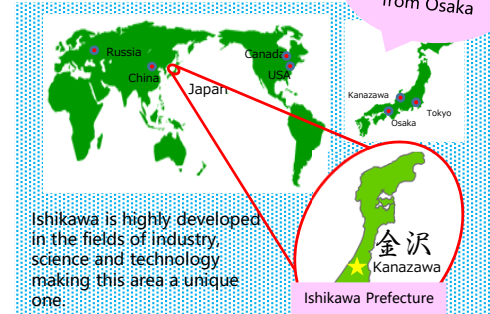 from Osaka
Russia
Canada
China
USA
Japan
Kanazawa
Tokyo
Osaka
Ishikawa is highly developed
in the fields of industry,
science and technology
making this area a unique
one.
金沢
Kanazawa
Ishikawa Prefecture